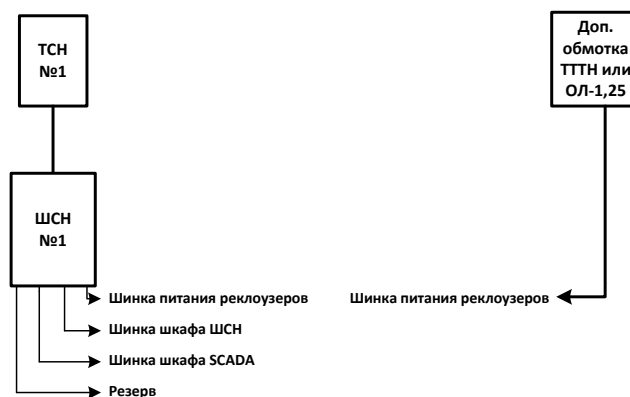 ТСН
№1
Доп.
обмотка
ТТТН или
ОЛ-1,25
ШСН
№1
Шинка питания реклоузеров
Шинка питания реклоузеров
Шинка шкафа ШСН
Шинка шкафа SCADA
Резерв